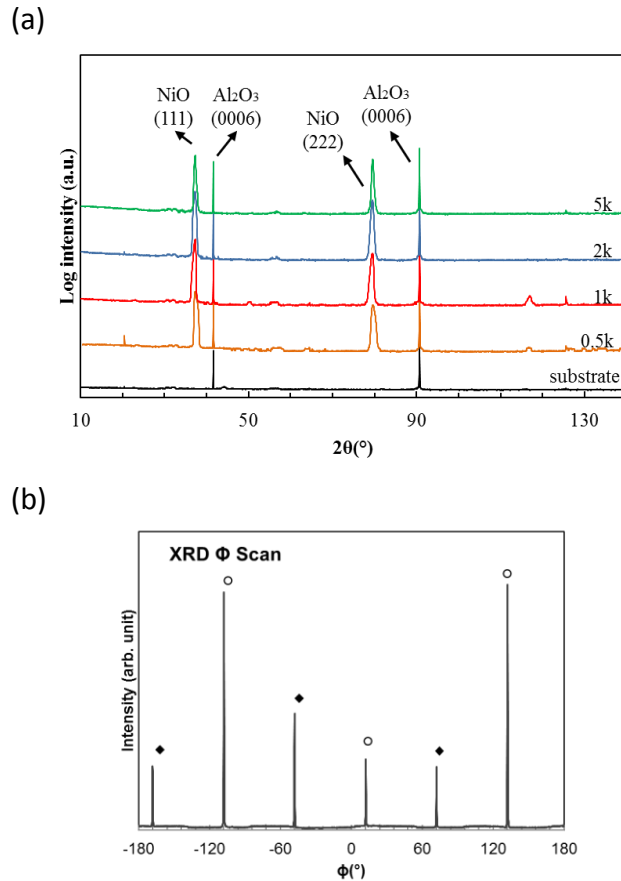 (a)
NiO
(111)
Al₂O₃
(0006)
NiO
(222)
Al₂O₃
(0006)
Log intensity (a.u.)
5k
2k
1k
0.5k
substrate
10 50 90 130
2θ(°)
(b)
XRD Φ Scan
Intensity (arb. unit)
-180 -120 -60 0 60 120 180
ϕ(°)